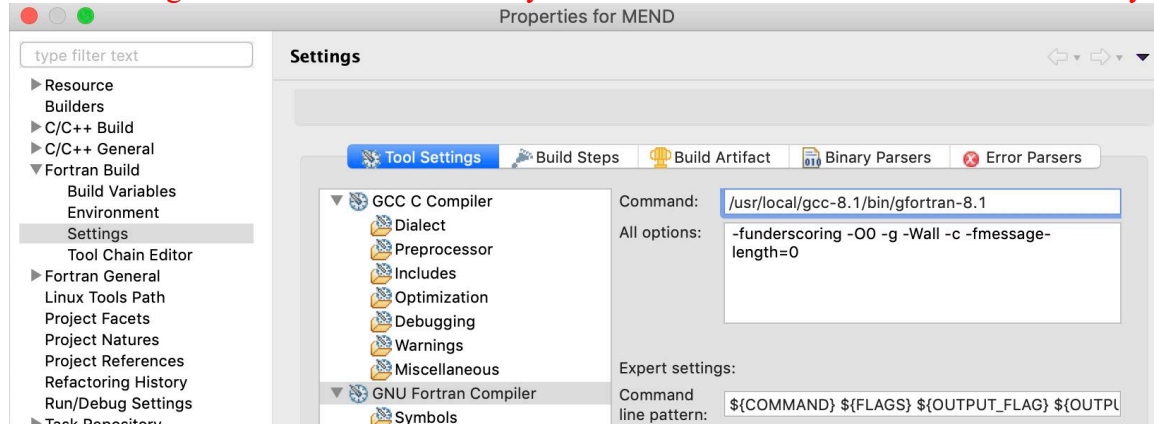 Properties for MEND
type filter text
Settings
Resource
Builders
C/C++ Build
C/C++ General
Fortran Build
Build Variables
Environment
Settings
Tool Chain Editor
Fortran General
Linux Tools Path
Project Facets
Project Natures
Project References
Refactoring History
Run/Debug Settings
Task Repository
Tool Settings
Build Steps
Build Artifact
010 Binary Parsers
Error Parsers
GCC C Compiler
Dialect
Preprocessor
Includes
Optimization
Debugging
Warnings
Miscellaneous
GNU Fortran Compiler
Symbols
Command: /usr/local/gcc-8.1/bin/gfortran-8.1
All options: -funderscoring -O0 -g -Wall -c -fmessage-
length=0
Expert settings:
Command
line pattern: ${COMMAND} ${FLAGS} ${OUTPUT_FLAG} ${OUTPU